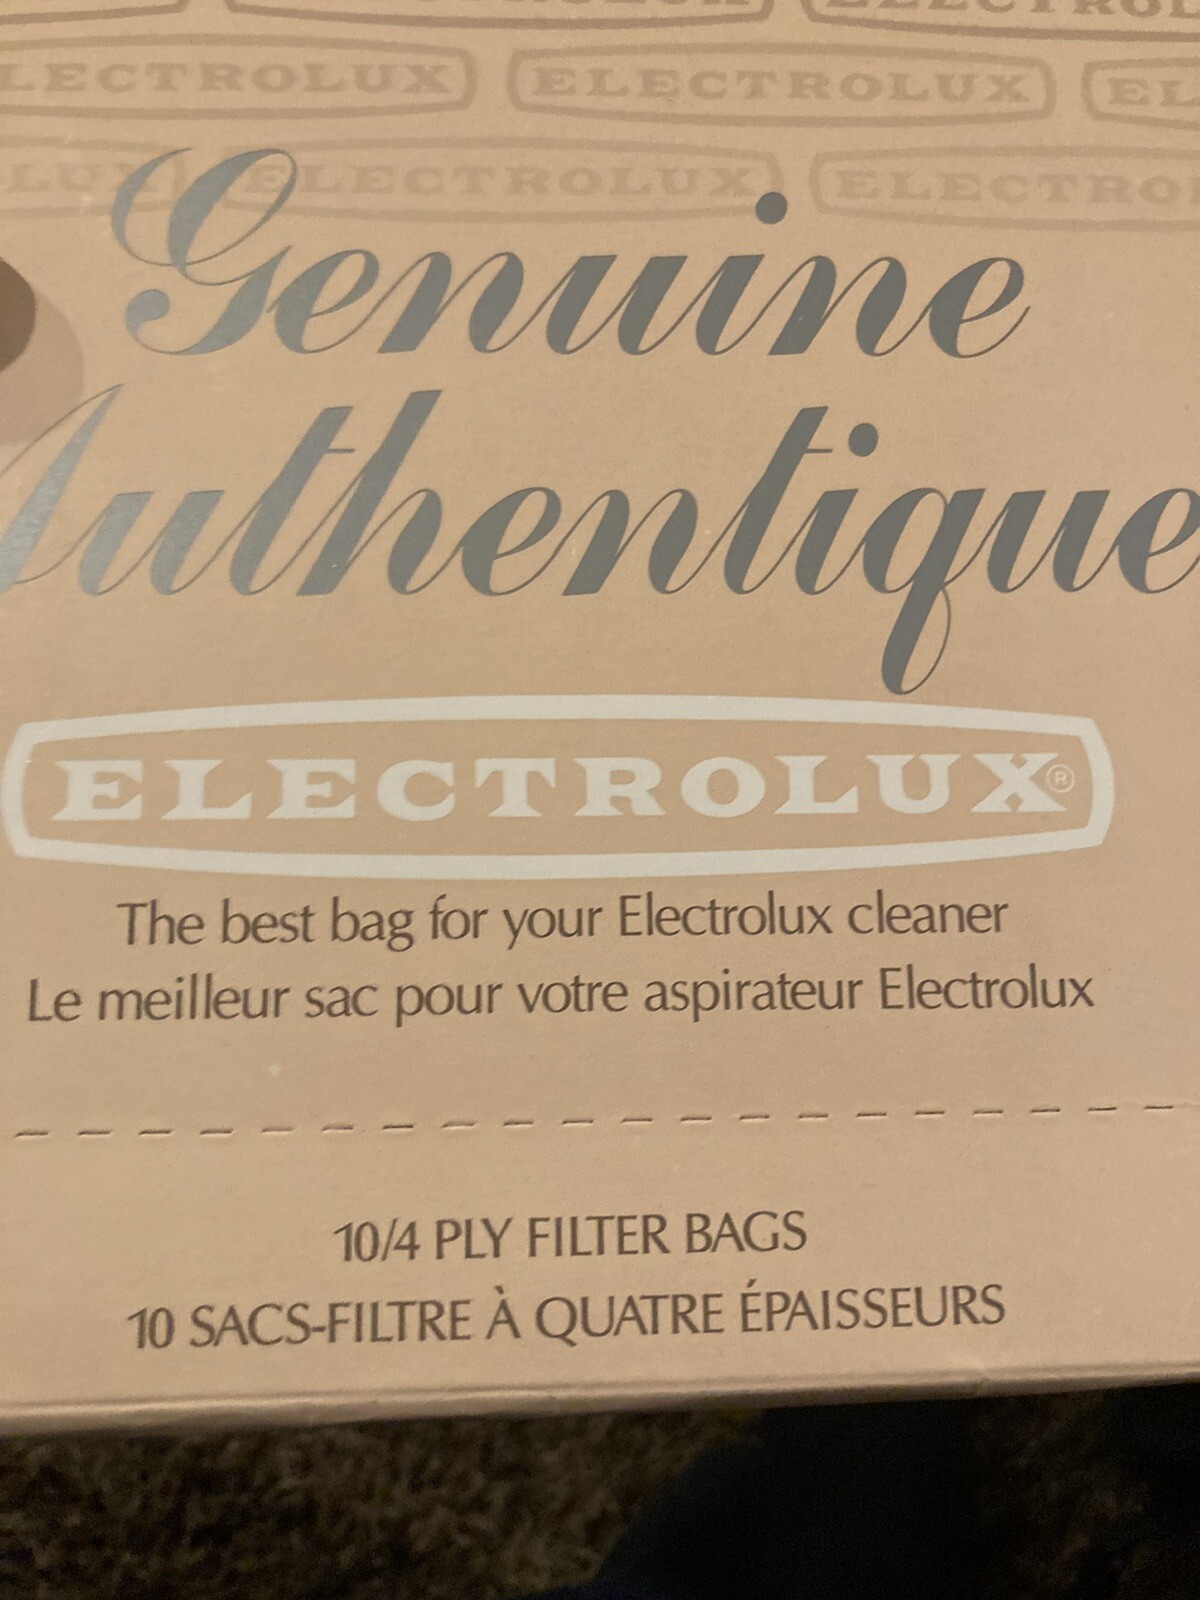 ELECTROLUX
ELECTROLUX
ELECTROLUX ELECTRO
Genuine
Authentique
ELECTROLUX®
The best bag for your Electrolux cleaner
Le meilleur sac pour votre aspirateur Electrolux
10/4 PLY FILTER BAGS
10 SACS-FILTRE À QUATRE ÉPAISSEURS